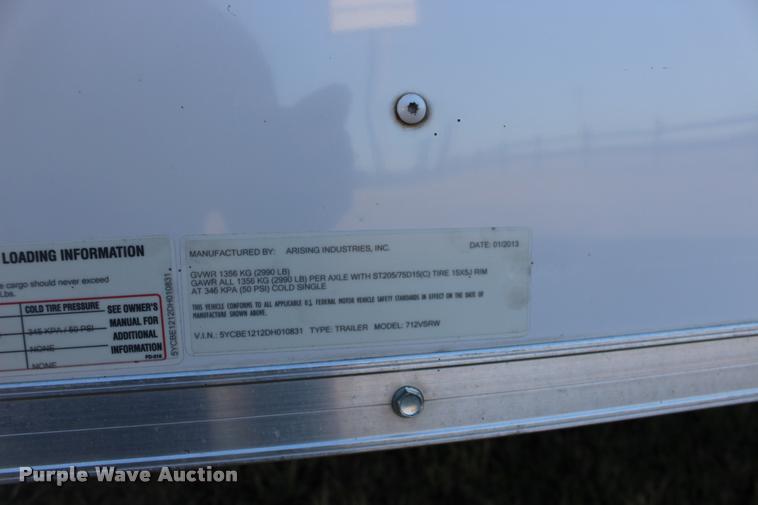 LOADING INFORMATION
e cargo should never exceed
Lbs.
COLD TIRE PRESSURE
345 KPA / 50 PSI
NONE
NONE
SEE OWNER'S
MANUAL FOR
ADDITIONAL
INFORMATION
5YCBE1212DH010831
MANUFACTURED BY: ARISING INDUSTRIES, INC. DATE: 01/2013
GVWR 1356 KG (2990 LB)
GAWR ALL 1356 KG (2990 LB) PER AXLE WITH ST205/75D15(C) TIRE 15X5J RIM
AT 346 KPA (50 PSI) COLD SINGLE
THIS VEHICLE CONFORMS TO ALL APPLICABLE U.S. FEDERAL MOTOR VEHICLE SAFETY STANDARDS IN EFFECT ON THE DATE OF
MANUFACTURE SHOWN ABOVE.
V.I.N.: 5YCBE1212DH010831 TYPE: TRAILER MODEL: 712VSRW
Purple Wave Auction